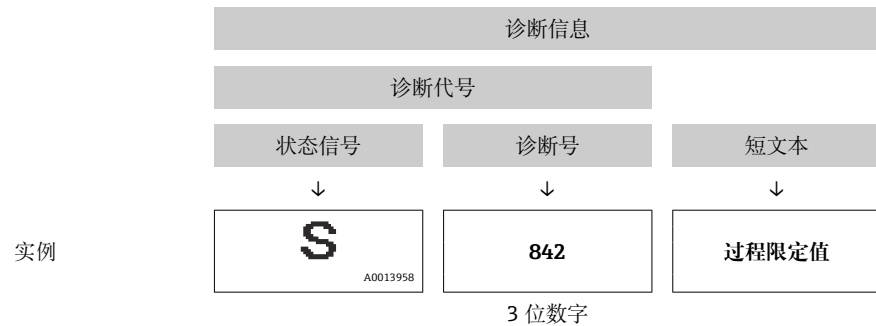 诊断信息
诊断代号
状态信号 诊断号 短文本
↓ ↓ ↓
实例 S 842 过程限定值
A0013958
3 位数字